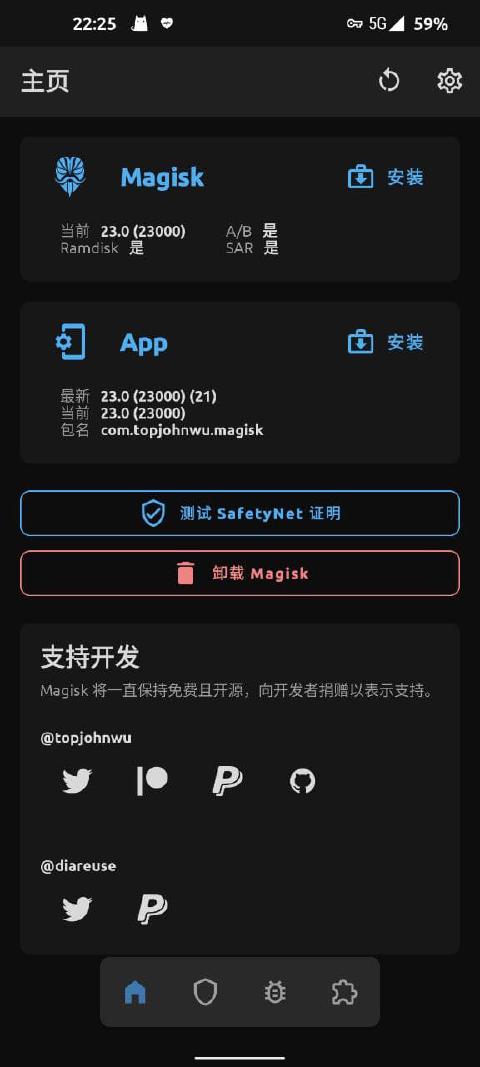 22:25 5G 59%
主页
Magisk 安装
当前 23.0 (23000) A/B 是
Ramdisk 是 SAR 是
App 安装
最新 23.0 (23000) (21)
当前 23.0 (23000)
包名 com.topjohnwu.magisk
测试 SafetyNet 证明
卸载 Magisk
支持开发
Magisk 将一直保持免费且开源，向开发者捐赠以表示支持。
@topjohnwu
@diareuse